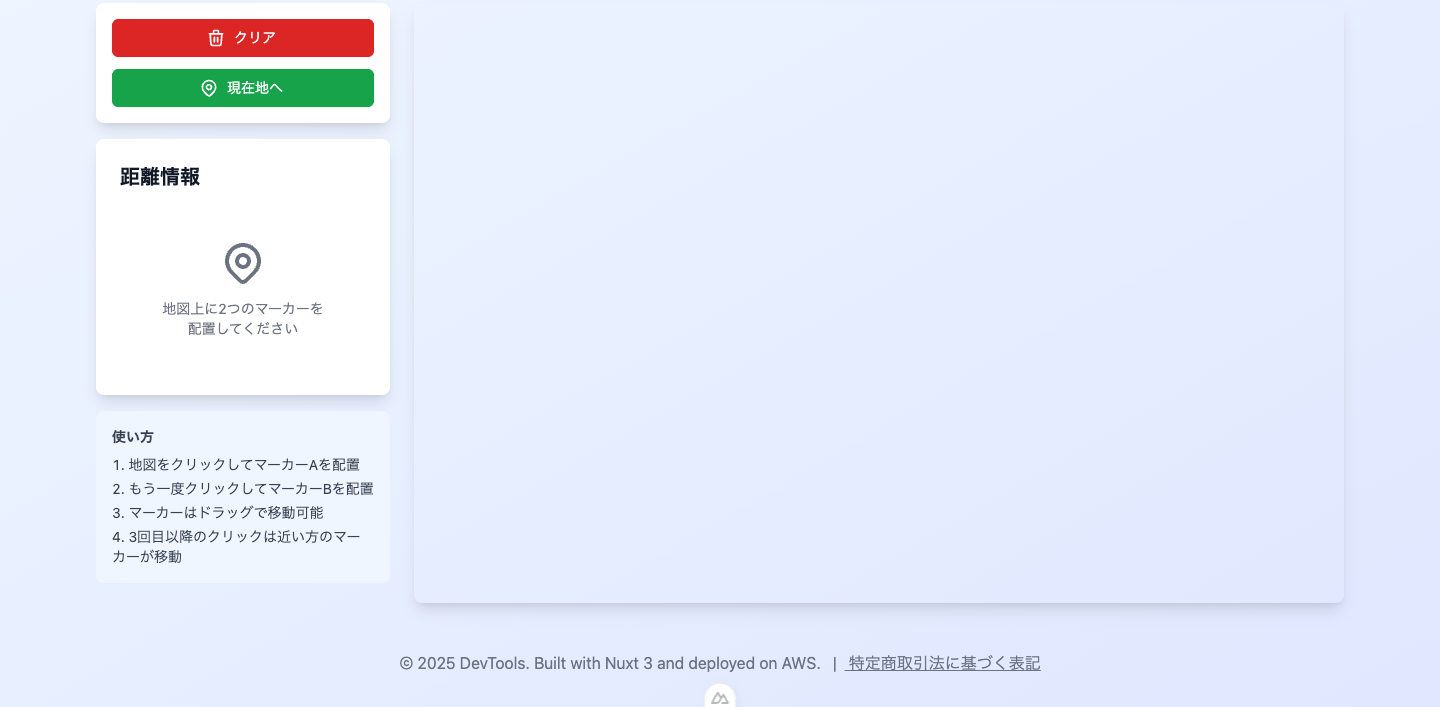 クリア
現在地へ
距離情報
地図上に2つのマーカーを
配置してください
使い方
1. 地図をクリックしてマーカーAを配置
2. もう一度クリックしてマーカーBを配置
3. マーカーはドラッグで移動可能
4. 3回目以降のクリックは近い方のマー
カーが移動
© 2025 DevTools. Built with Nuxt 3 and deployed on AWS. | 特定商取引法に基づく表記